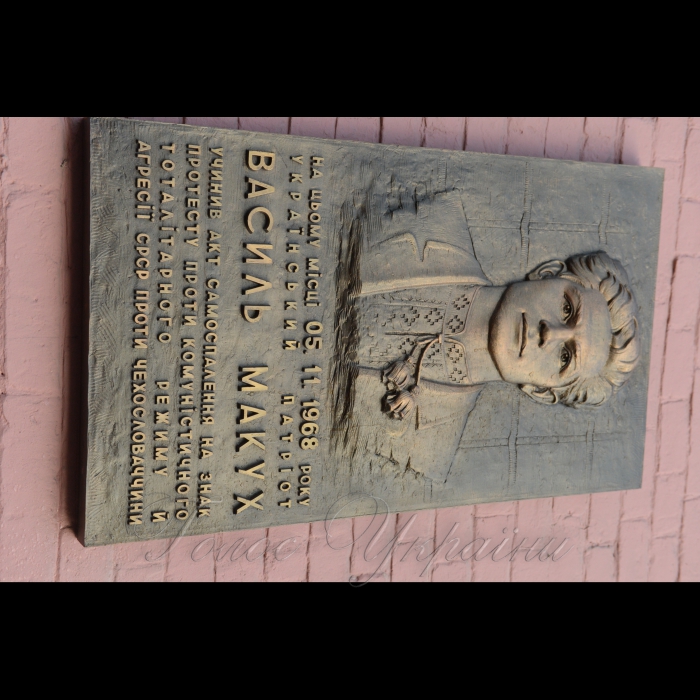 НА ЦЬОМУ МІСЦІ 05. 11. 1968 РОКУ
УКРАЇНСЬКИЙ ПАТРІОТ
ВАСИЛЬ МАКУХ
УЧИНИВ АКТ САМОСПАЛЕННЯ НА ЗНАК
ПРОТЕСТУ ПРОТИ КОМУНІСТИЧНОГО
ТОТАЛІТАРНОГО РЕЖИМУ И
АГРЕСІЇ СРСР ПРОТИ ЧЕХОСЛОВАЧЧИНИ
Голос України